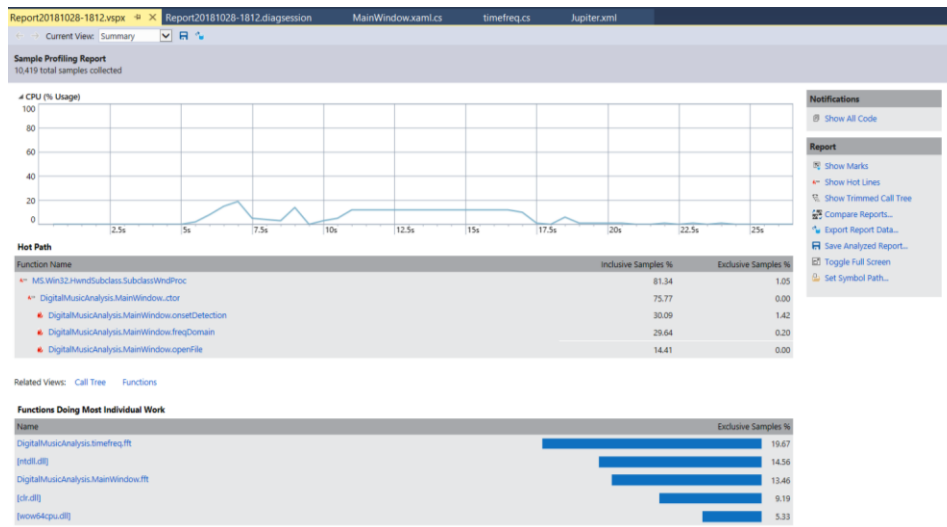 Report20181028-1812.vspx Report20181028-1812.diagsession MainWindow.xaml.cs timefreq.cs Jupiter.xml
Current View: Summary
Sample Profiling Report
10,419 total samples collected
CPU (% Usage)
100
80
60
40
20
0
2.5s 5s 7.5s 10s 12.5s 15s 17.5s 20s 22.5s 25s
Hot Path
Function Name Inclusive Samples % Exclusive Samples %
MS.Win32.HwndSubclass.SubclassWndProc 81.34 1.05
DigitalMusicAnalysis.MainWindow..ctor 75.77 0.00
DigitalMusicAnalysis.MainWindow.onsetDetection 30.09 1.42
DigitalMusicAnalysis.MainWindow.freqDomain 29.64 0.20
DigitalMusicAnalysis.MainWindow.openFile 14.41 0.00
Related Views: Call Tree Functions
Functions Doing Most Individual Work
Name Exclusive Samples %
DigitalMusicAnalysis.timefreq.fft 19.67
[ntdll.dll] 14.56
DigitalMusicAnalysis.MainWindow.fft 13.46
[clr.dll] 9.19
[wow64cpu.dll] 5.33
Notifications
Show All Code
Report
Show Marks
Show Hot Lines
Show Trimmed Call Tree
Compare Reports...
Export Report Data...
Save Analyzed Report...
Toggle Full Screen
Set Symbol Path...